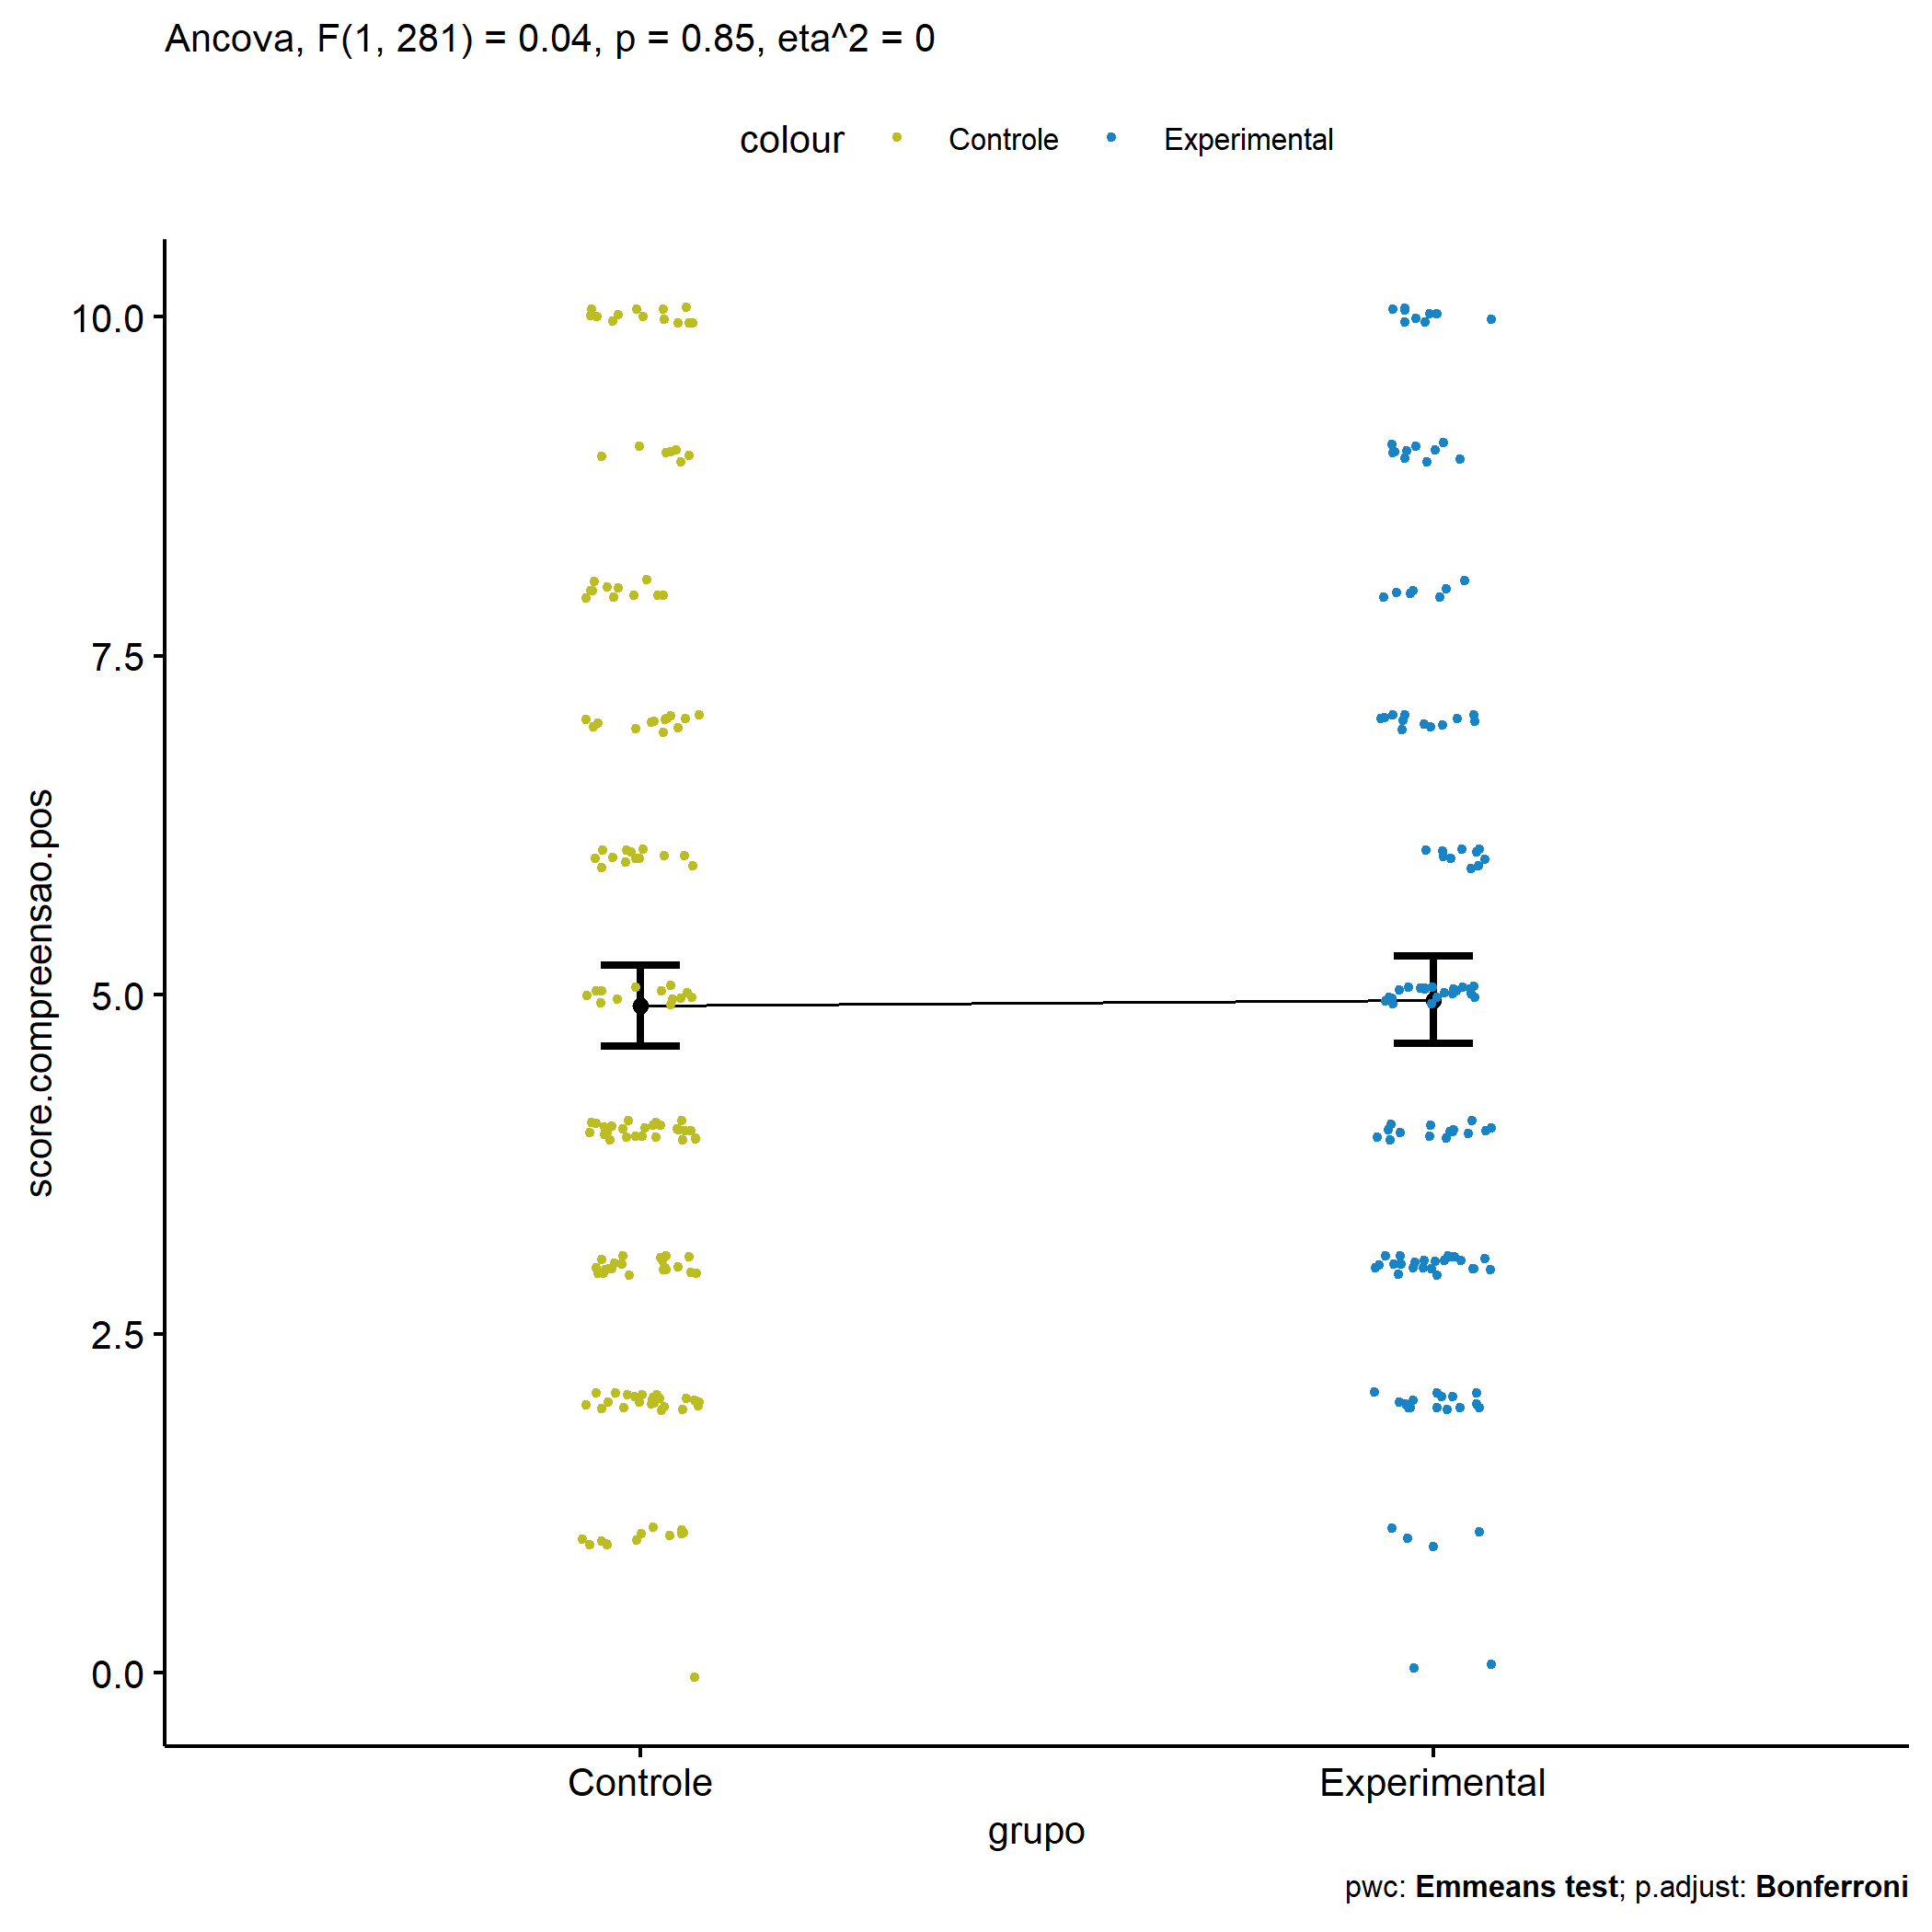 Ancova, F(1, 281) = 0.04, p = 0.85, eta^2 = 0
colour Controle Experimental
10.0
7.5
5.0
2.5
0.0
score.compreensao.pos
Controle Experimental
grupo
pwc: Emmeans test; p.adjust: Bonferroni